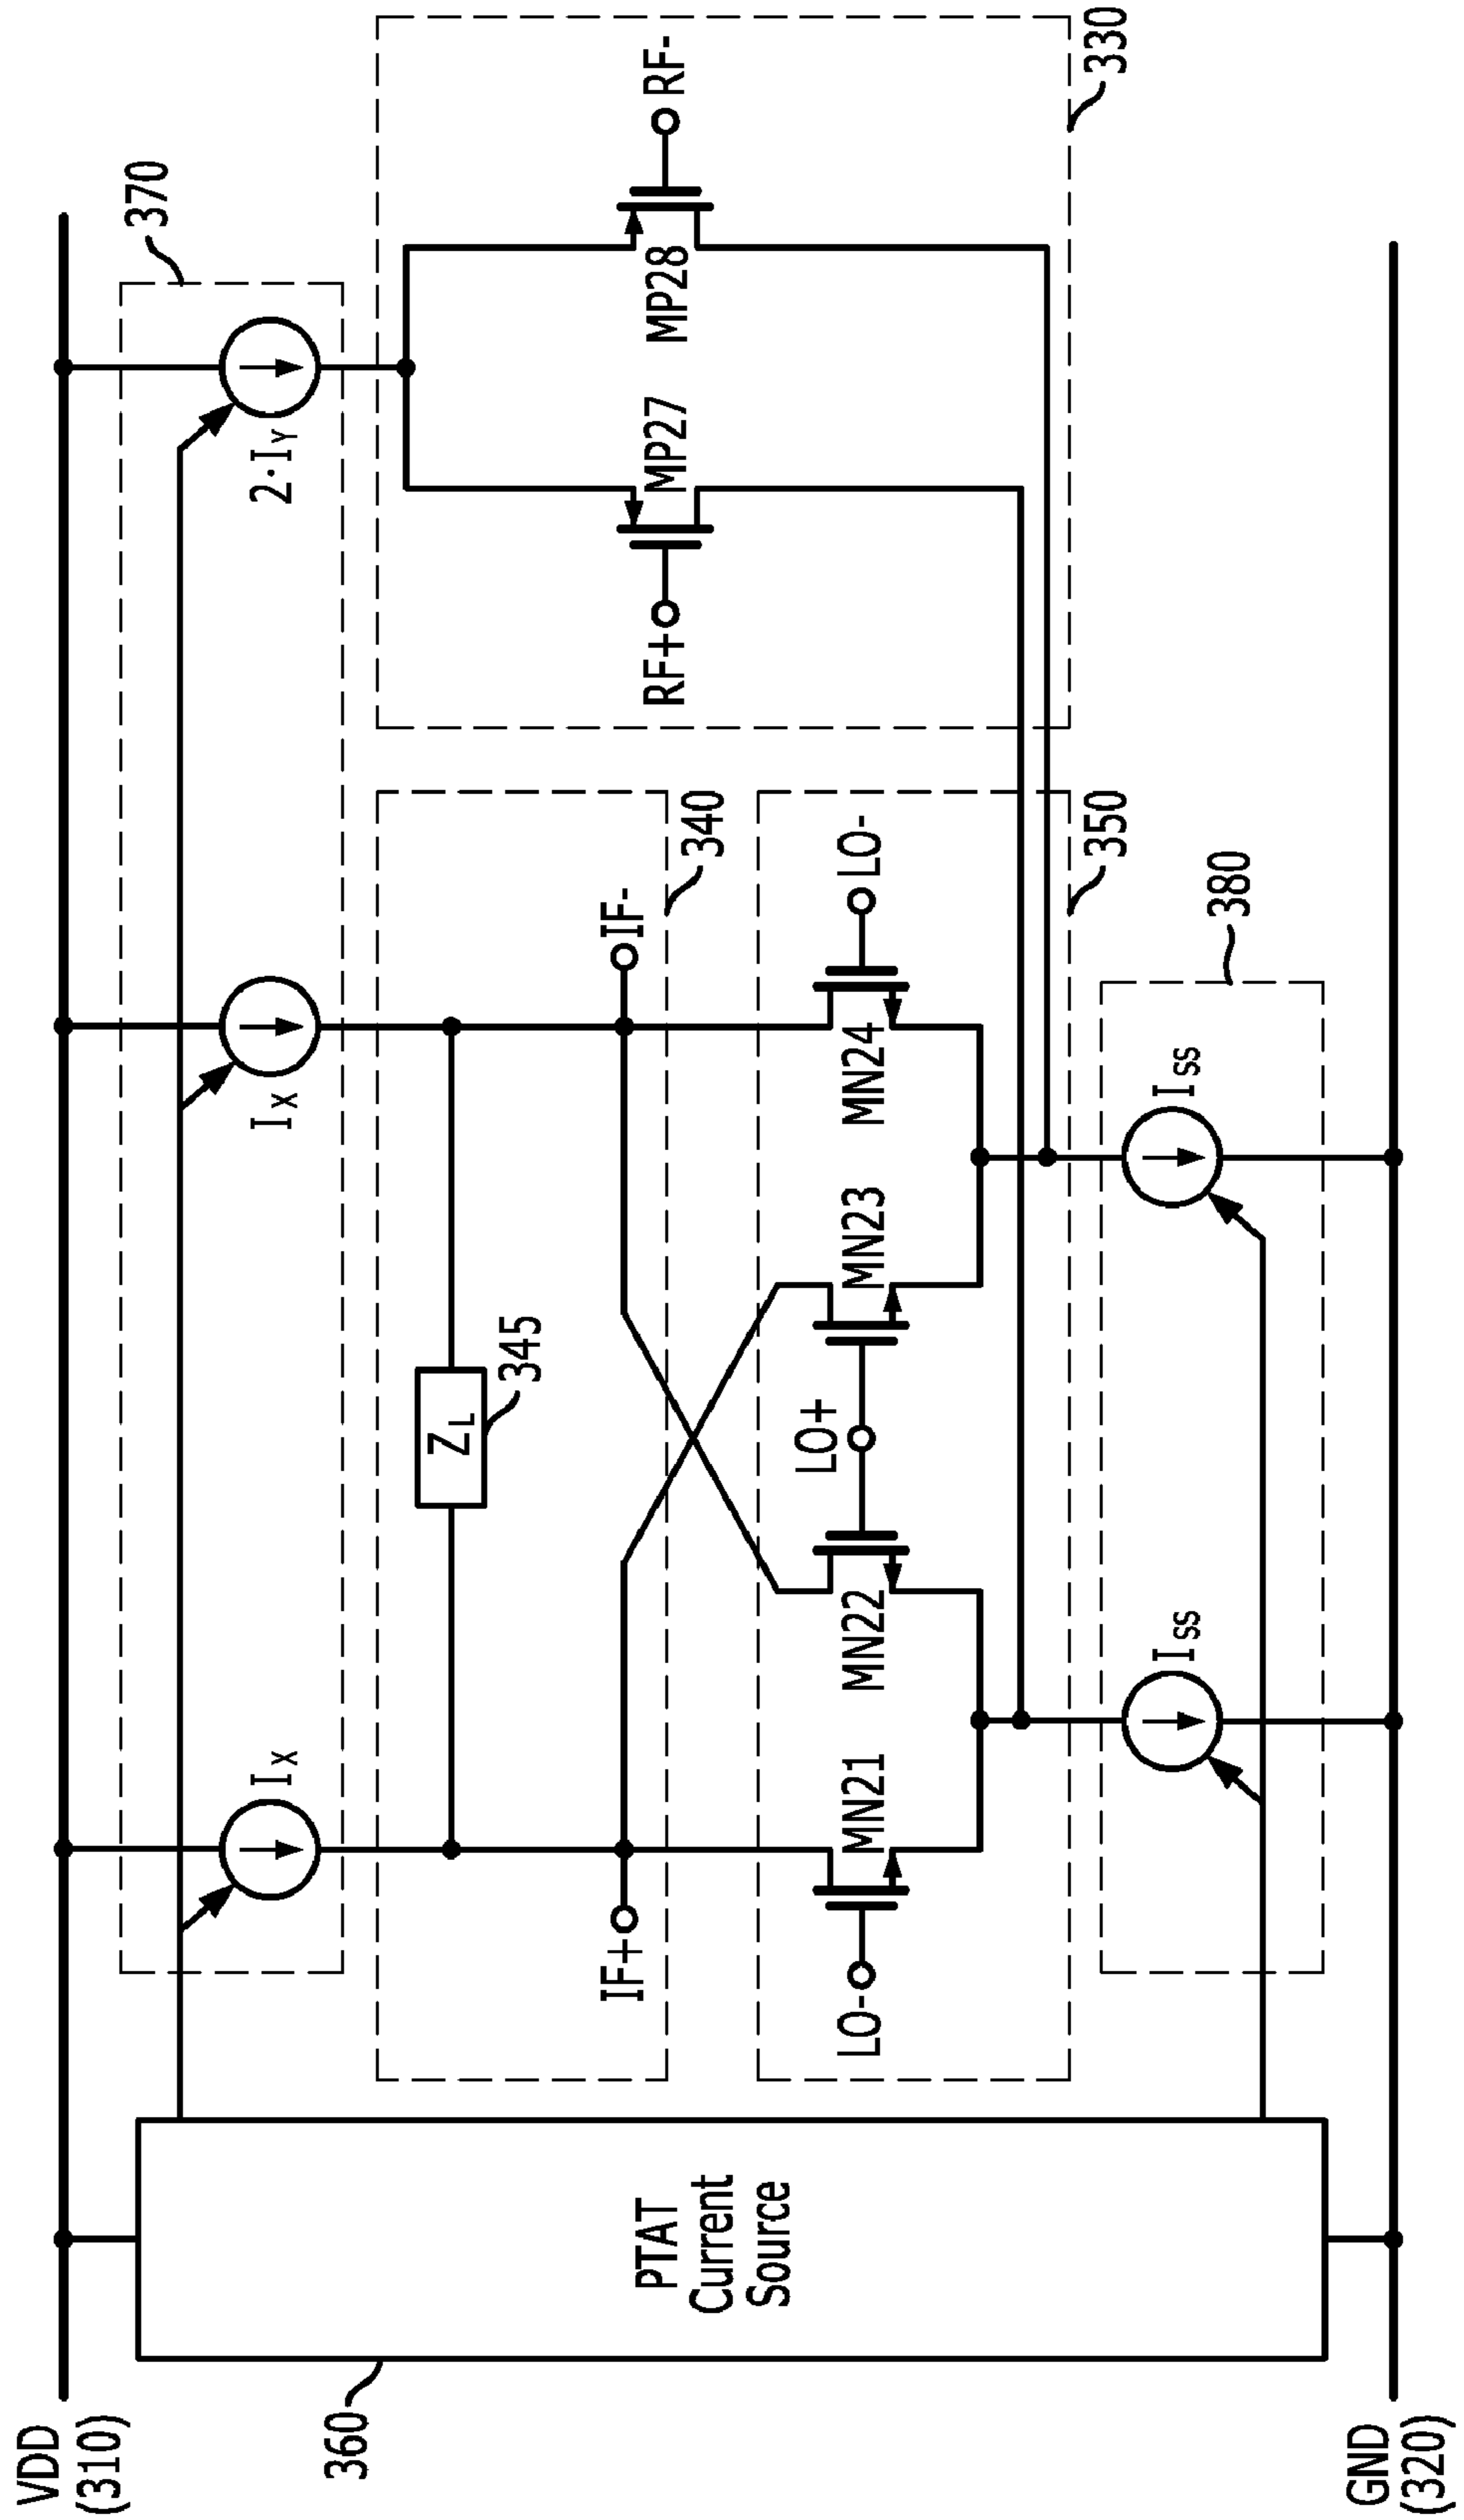 VDD
(310)
360
PTAT
Current
Source
GND
(320)
370
Ix
Ix
2·IY
ZL
345
IF+
IF-
340
LO-
MN21
MN22
LO+
MN23
MN24
LO-
350
RF+
MP27
MP28
RF-
330
Iss
Iss
380